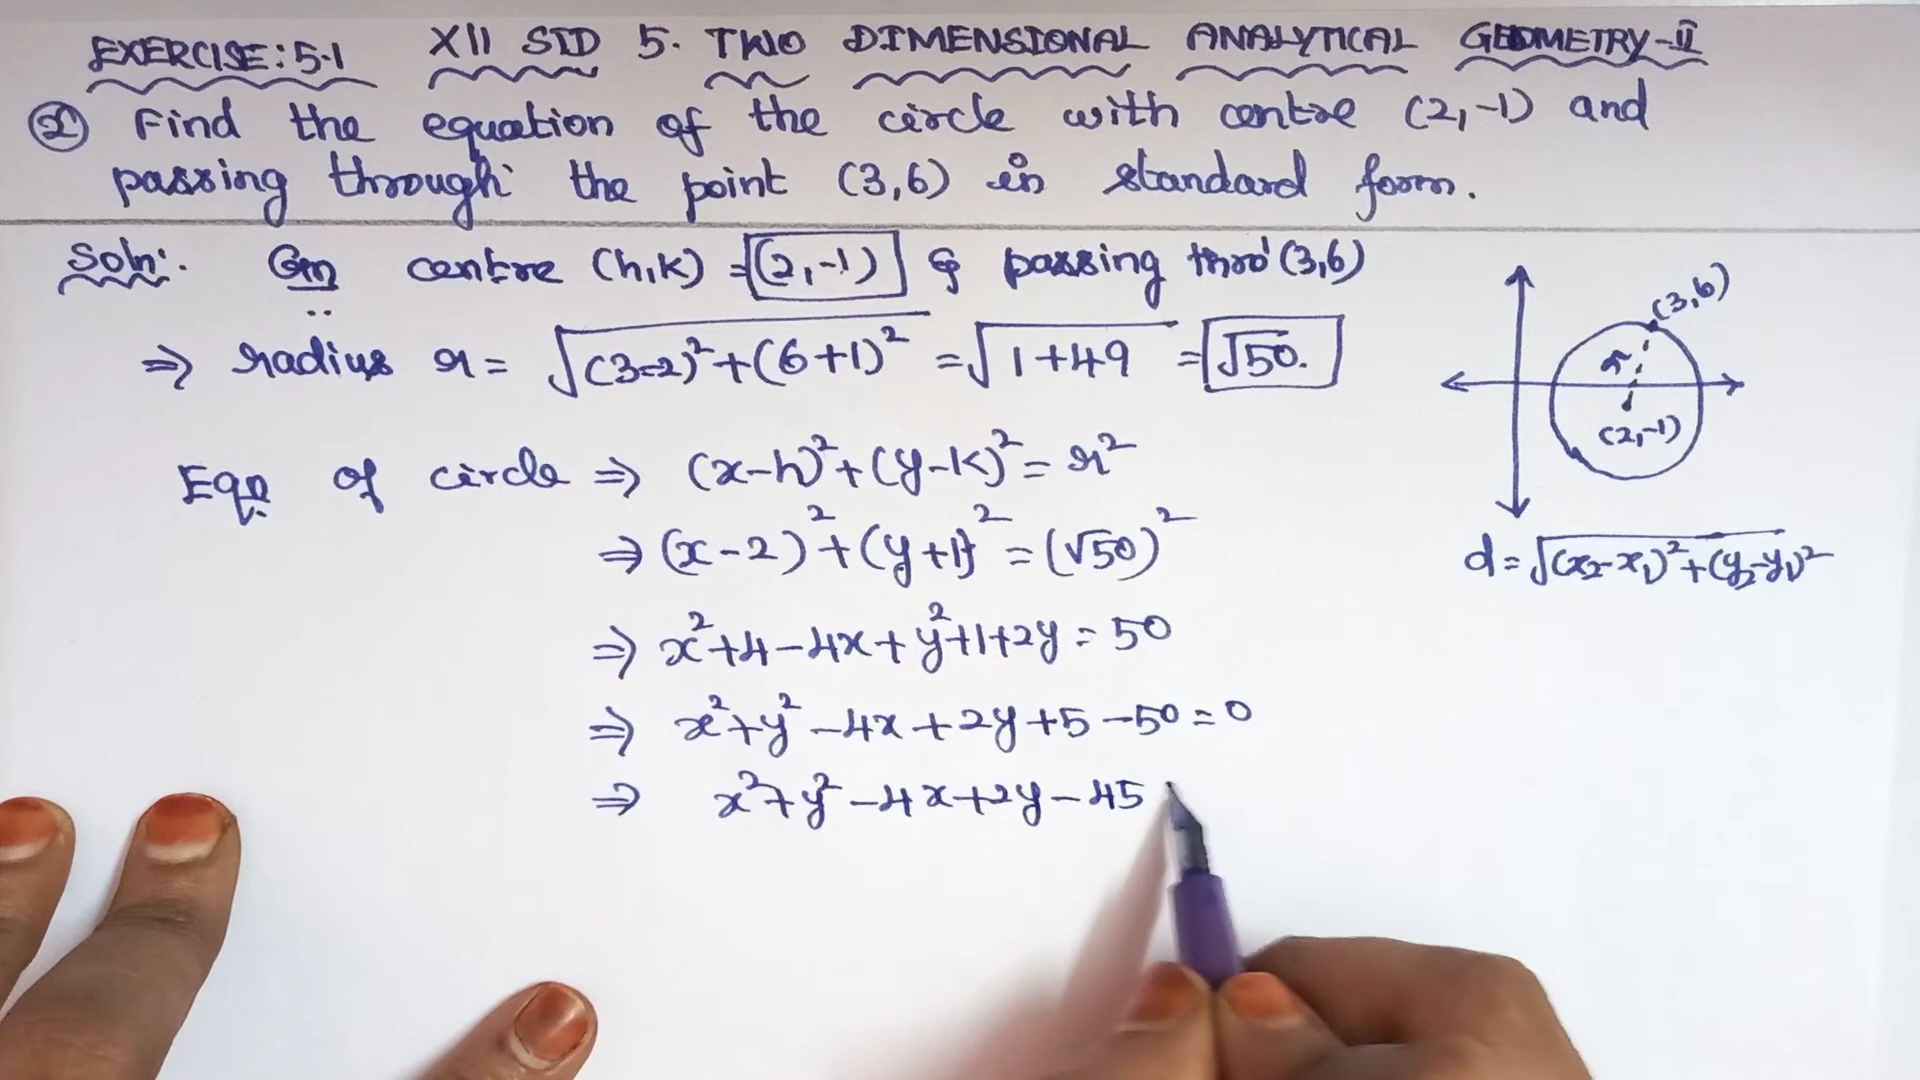 EXERCISE: 5.1 XII STD 5. TWO DIMENSIONAL ANALYTICAL GEOMETRY-II
② Find the equation of the circle with centre (2,-1) and
passing through the point (3,6) in standard form.
Soln:. Gn centre (h,k) = (2,-1) & passing thro' (3,6)
⇒ radius r = √(3-2)²+(6+1)² = √1+49 = √50.
Eqn of circle ⇒ (x-h)²+(y-k)² = r²
⇒ (x-2)²+(y+1)² = (√50)²
⇒ x²+4-4x+y²+1+2y = 50
⇒ x²+y²-4x+2y+5-50=0
⇒ x²+y²-4x+2y-45
(3,6)
r
(2,-1)
d=√(x₂-x₁)²+(y₂-y₁)²